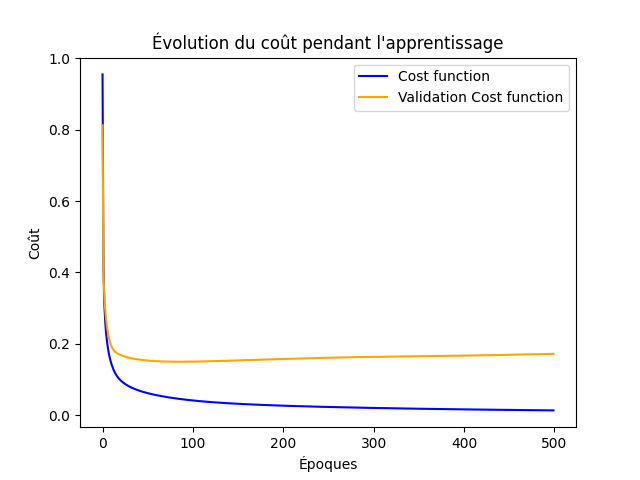 Évolution du coût pendant l'apprentissage
Cost function
Validation Cost function
Coût
1.0
0.8
0.6
0.4
0.2
0.0
0 100 200 300 400 500
Époques